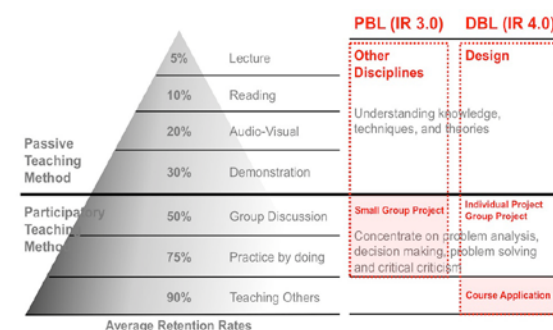 PBL (IR 3.0)
DBL (IR 4.0)
5%
Lecture
Other
Disciplines
Design
10%
Reading
20%
Audio-Visual
Understanding knowledge,
techniques, and theories
Passive
Teaching
Method
30%
Demonstration
Participatory
Teaching
Method
50%
Group Discussion
Small Group Project
Individual Project
Group Project
Concentrate on problem analysis,
decision making, problem solving
and critical criticism
75%
Practice by doing
90%
Teaching Others
Course Application
Average Retention Rates